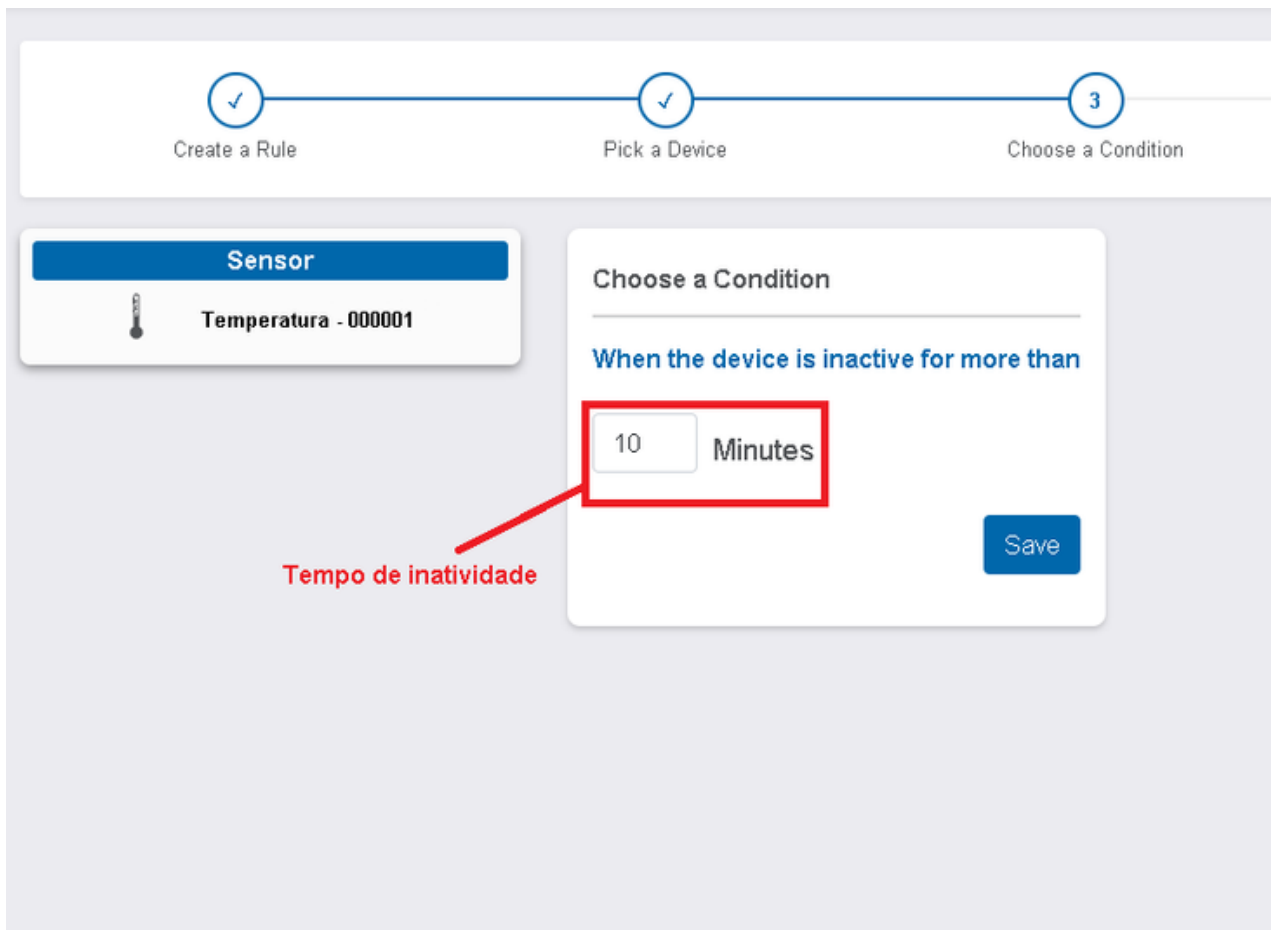 3
Create a Rule
Pick a Device
Choose a Condition
Sensor
Temperatura - 000001
Choose a Condition
When the device is inactive for more than
10 Minutes
Save
Tempo de inatividade